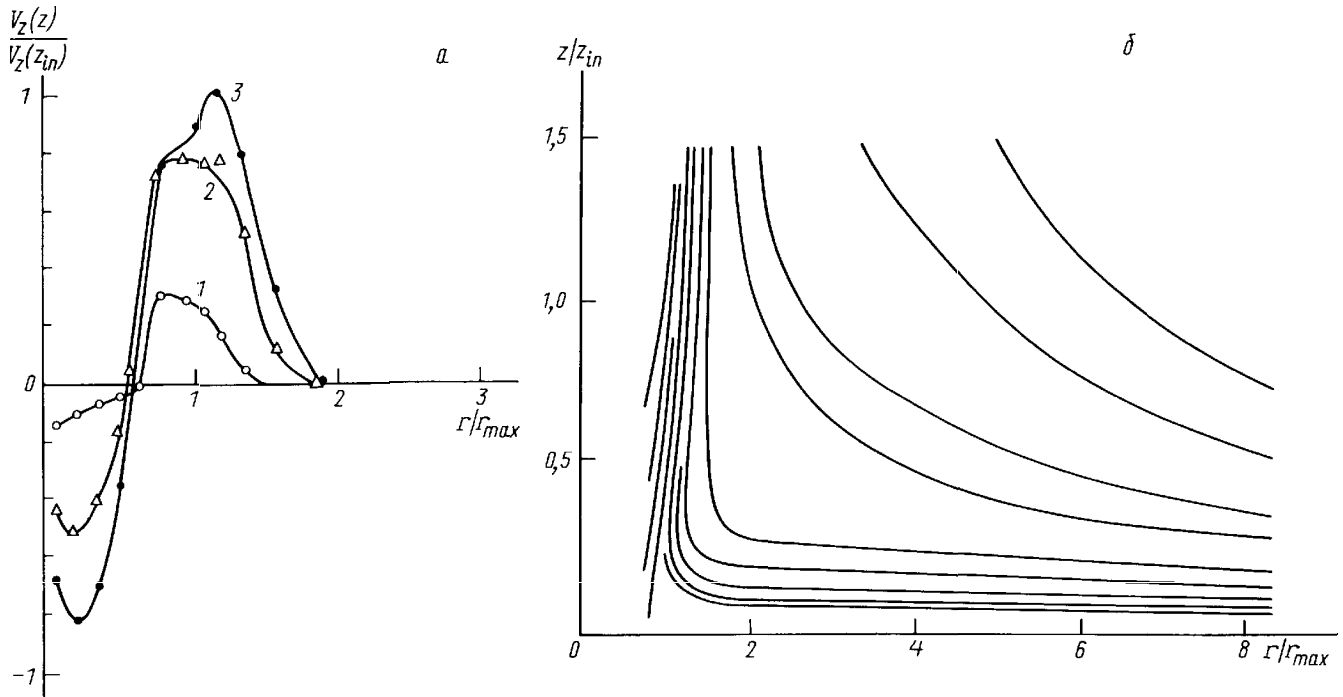 V_z(z)
V_z(z_in)
а
1
3
2
1
0
1
2
3
r/r_max
-1
б
z/z_in
1,5
1,0
0,5
0
2
4
6
8
r/r_max